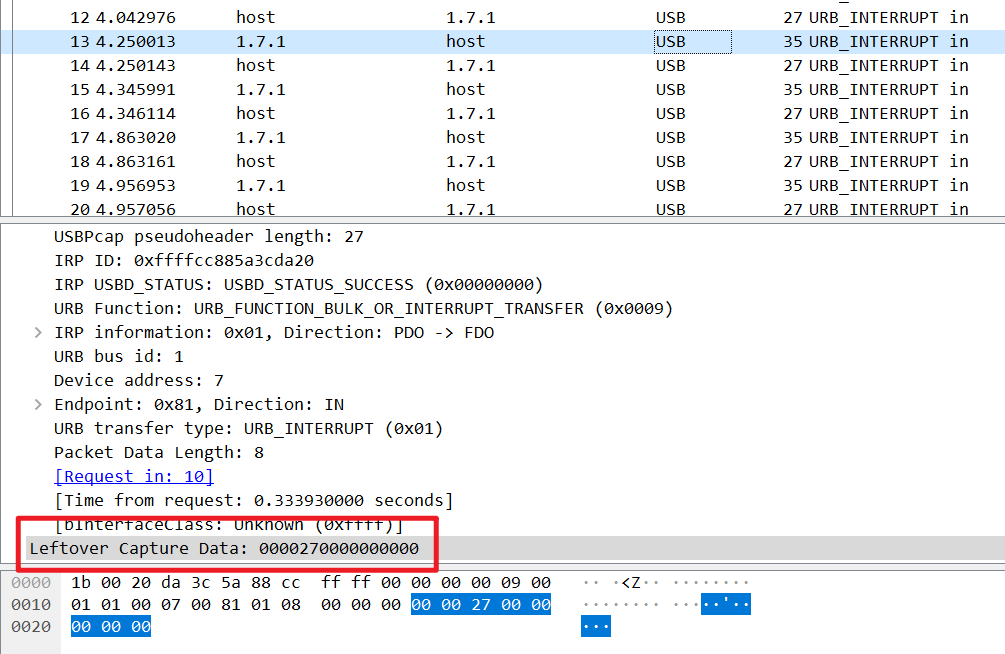 12 4.042976 host 1.7.1 USB 27 URB_INTERRUPT in
13 4.250013 1.7.1 host USB 35 URB_INTERRUPT in
14 4.250143 host 1.7.1 USB 27 URB_INTERRUPT in
15 4.345991 1.7.1 host USB 35 URB_INTERRUPT in
16 4.346114 host 1.7.1 USB 27 URB_INTERRUPT in
17 4.863020 1.7.1 host USB 35 URB_INTERRUPT in
18 4.863161 host 1.7.1 USB 27 URB_INTERRUPT in
19 4.956953 1.7.1 host USB 35 URB_INTERRUPT in
20 4.957056 host 1.7.1 USB 27 URB INTERRUPT in
USBPcap pseudoheader length: 27
IRP ID: 0xffffcc885a3cda20
IRP USBD_STATUS: USBD_STATUS_SUCCESS (0x00000000)
URB Function: URB_FUNCTION_BULK_OR_INTERRUPT_TRANSFER (0x0009)
> IRP information: 0x01, Direction: PDO -> FDO
URB bus id: 1
Device address: 7
> Endpoint: 0x81, Direction: IN
URB transfer type: URB_INTERRUPT (0x01)
Packet Data Length: 8
[Request in: 10]
[Time from request: 0.333930000 seconds]
[bInterfaceClass: Unknown (0xffff)]
Leftover Capture Data: 0000270000000000
0000 1b 00 20 da 3c 5a 88 cc ff ff 00 00 00 00 09 00 ·· ·<Z·· ········
0010 01 01 00 07 00 81 01 08 00 00 00 00 00 27 00 00 ········ ·····'··
0020 00 00 00 ···